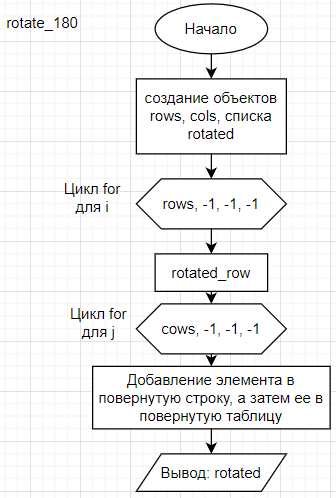 rotate_180
Начало
создание объектов
rows, cols, списка
rotated
Цикл for
для i
rows, -1, -1, -1
rotated_row
Цикл for
для j
cows, -1, -1, -1
Добавление элемента в
повернутую строку, а затем ее в
повернутую таблицу
Вывод: rotated